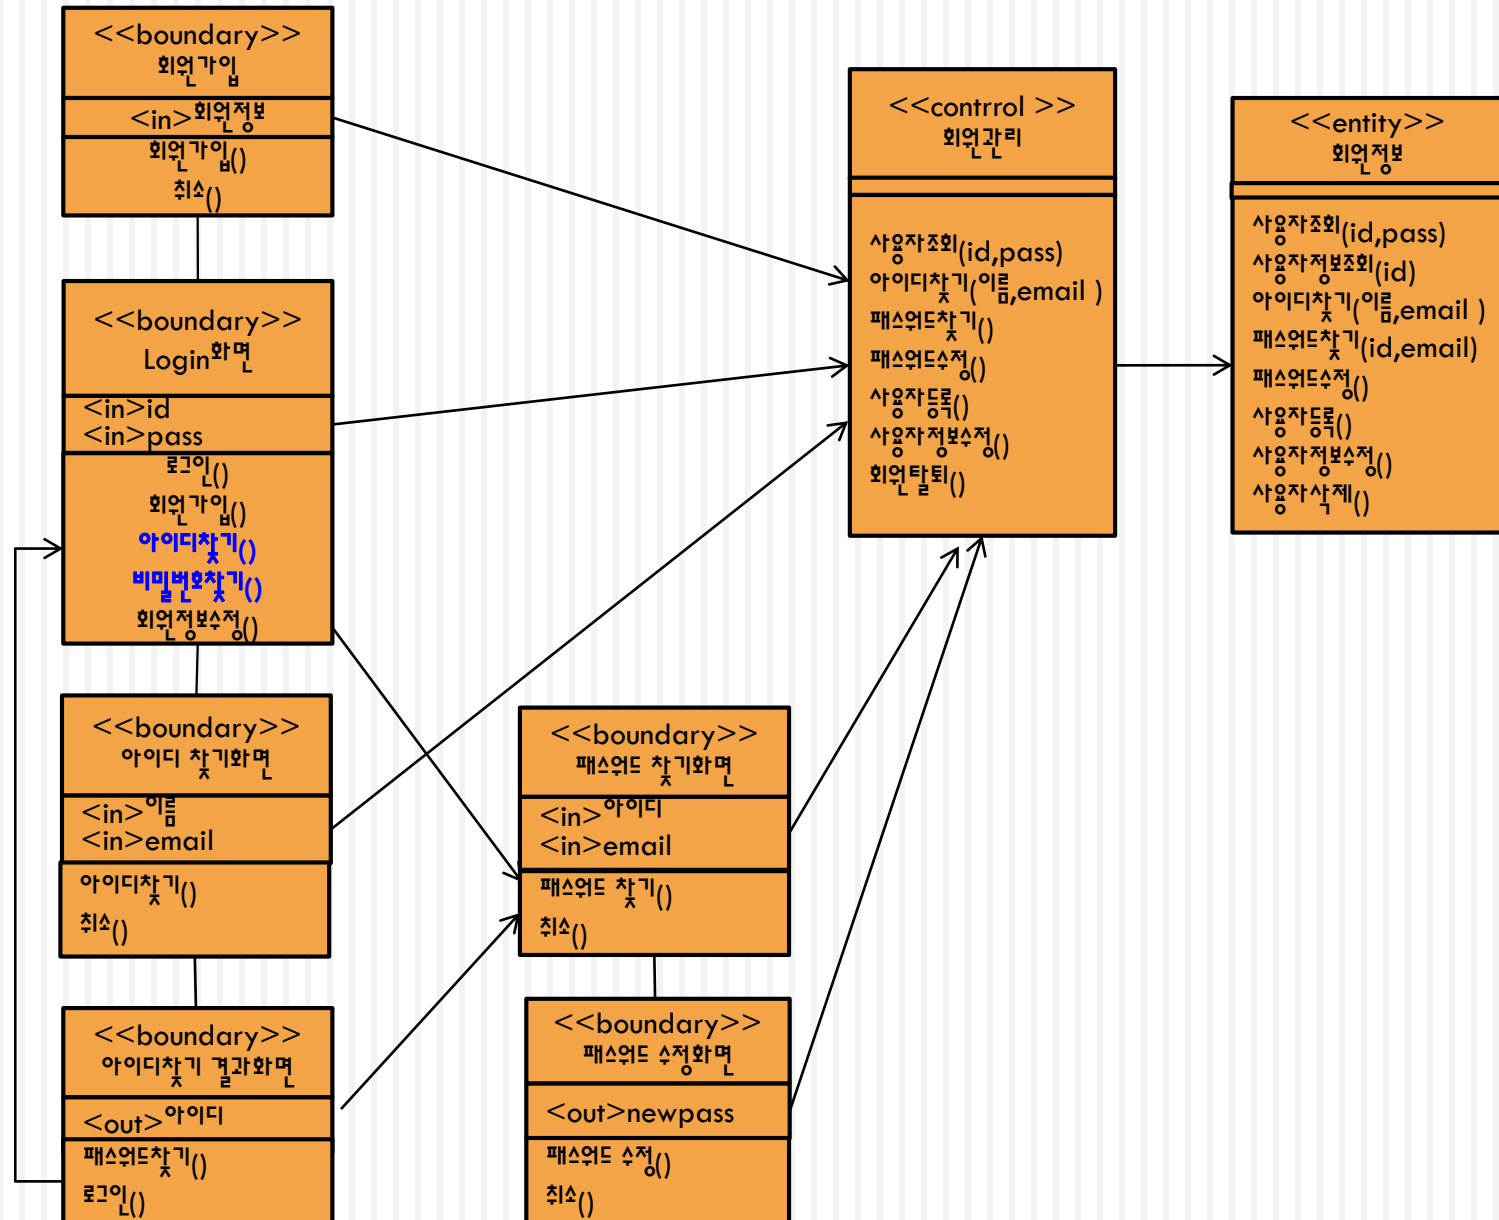 <<boundary>>
회원가입
<in>회원정보
회원가입()
취소()
<<boundary>>
Login화면
<in>id
<in>pass
로그인()
회원가입()
아이디찾기()
비밀번호찾기()
회원정보수정()
<<boundary>>
아이디 찾기화면
<in>이름
<in>email
아이디찾기()
취소()
<<boundary>>
아이디찾기 결과화면
<out>아이디
패스워드찾기()
로그인()
<<boundary>>
패스워드 찾기화면
<in>아이디
<in>email
패스워드 찾기()
취소()
<<boundary>>
패스워드 수정화면
<out>newpass
패스워드 수정()
취소()
<<contrrol >>
회원관리
사용자조회(id,pass)
아이디찾기(이름,email )
패스워드찾기()
패스워드수정()
사용자등록()
사용자정보수정()
회원탈퇴()
<<entity>>
회원정보
사용자조회(id,pass)
사용자정보조회(id)
아이디찾기(이름,email )
패스워드찾기(id,email)
패스워드수정()
사용자등록()
사용자정보수정()
사용자삭제()